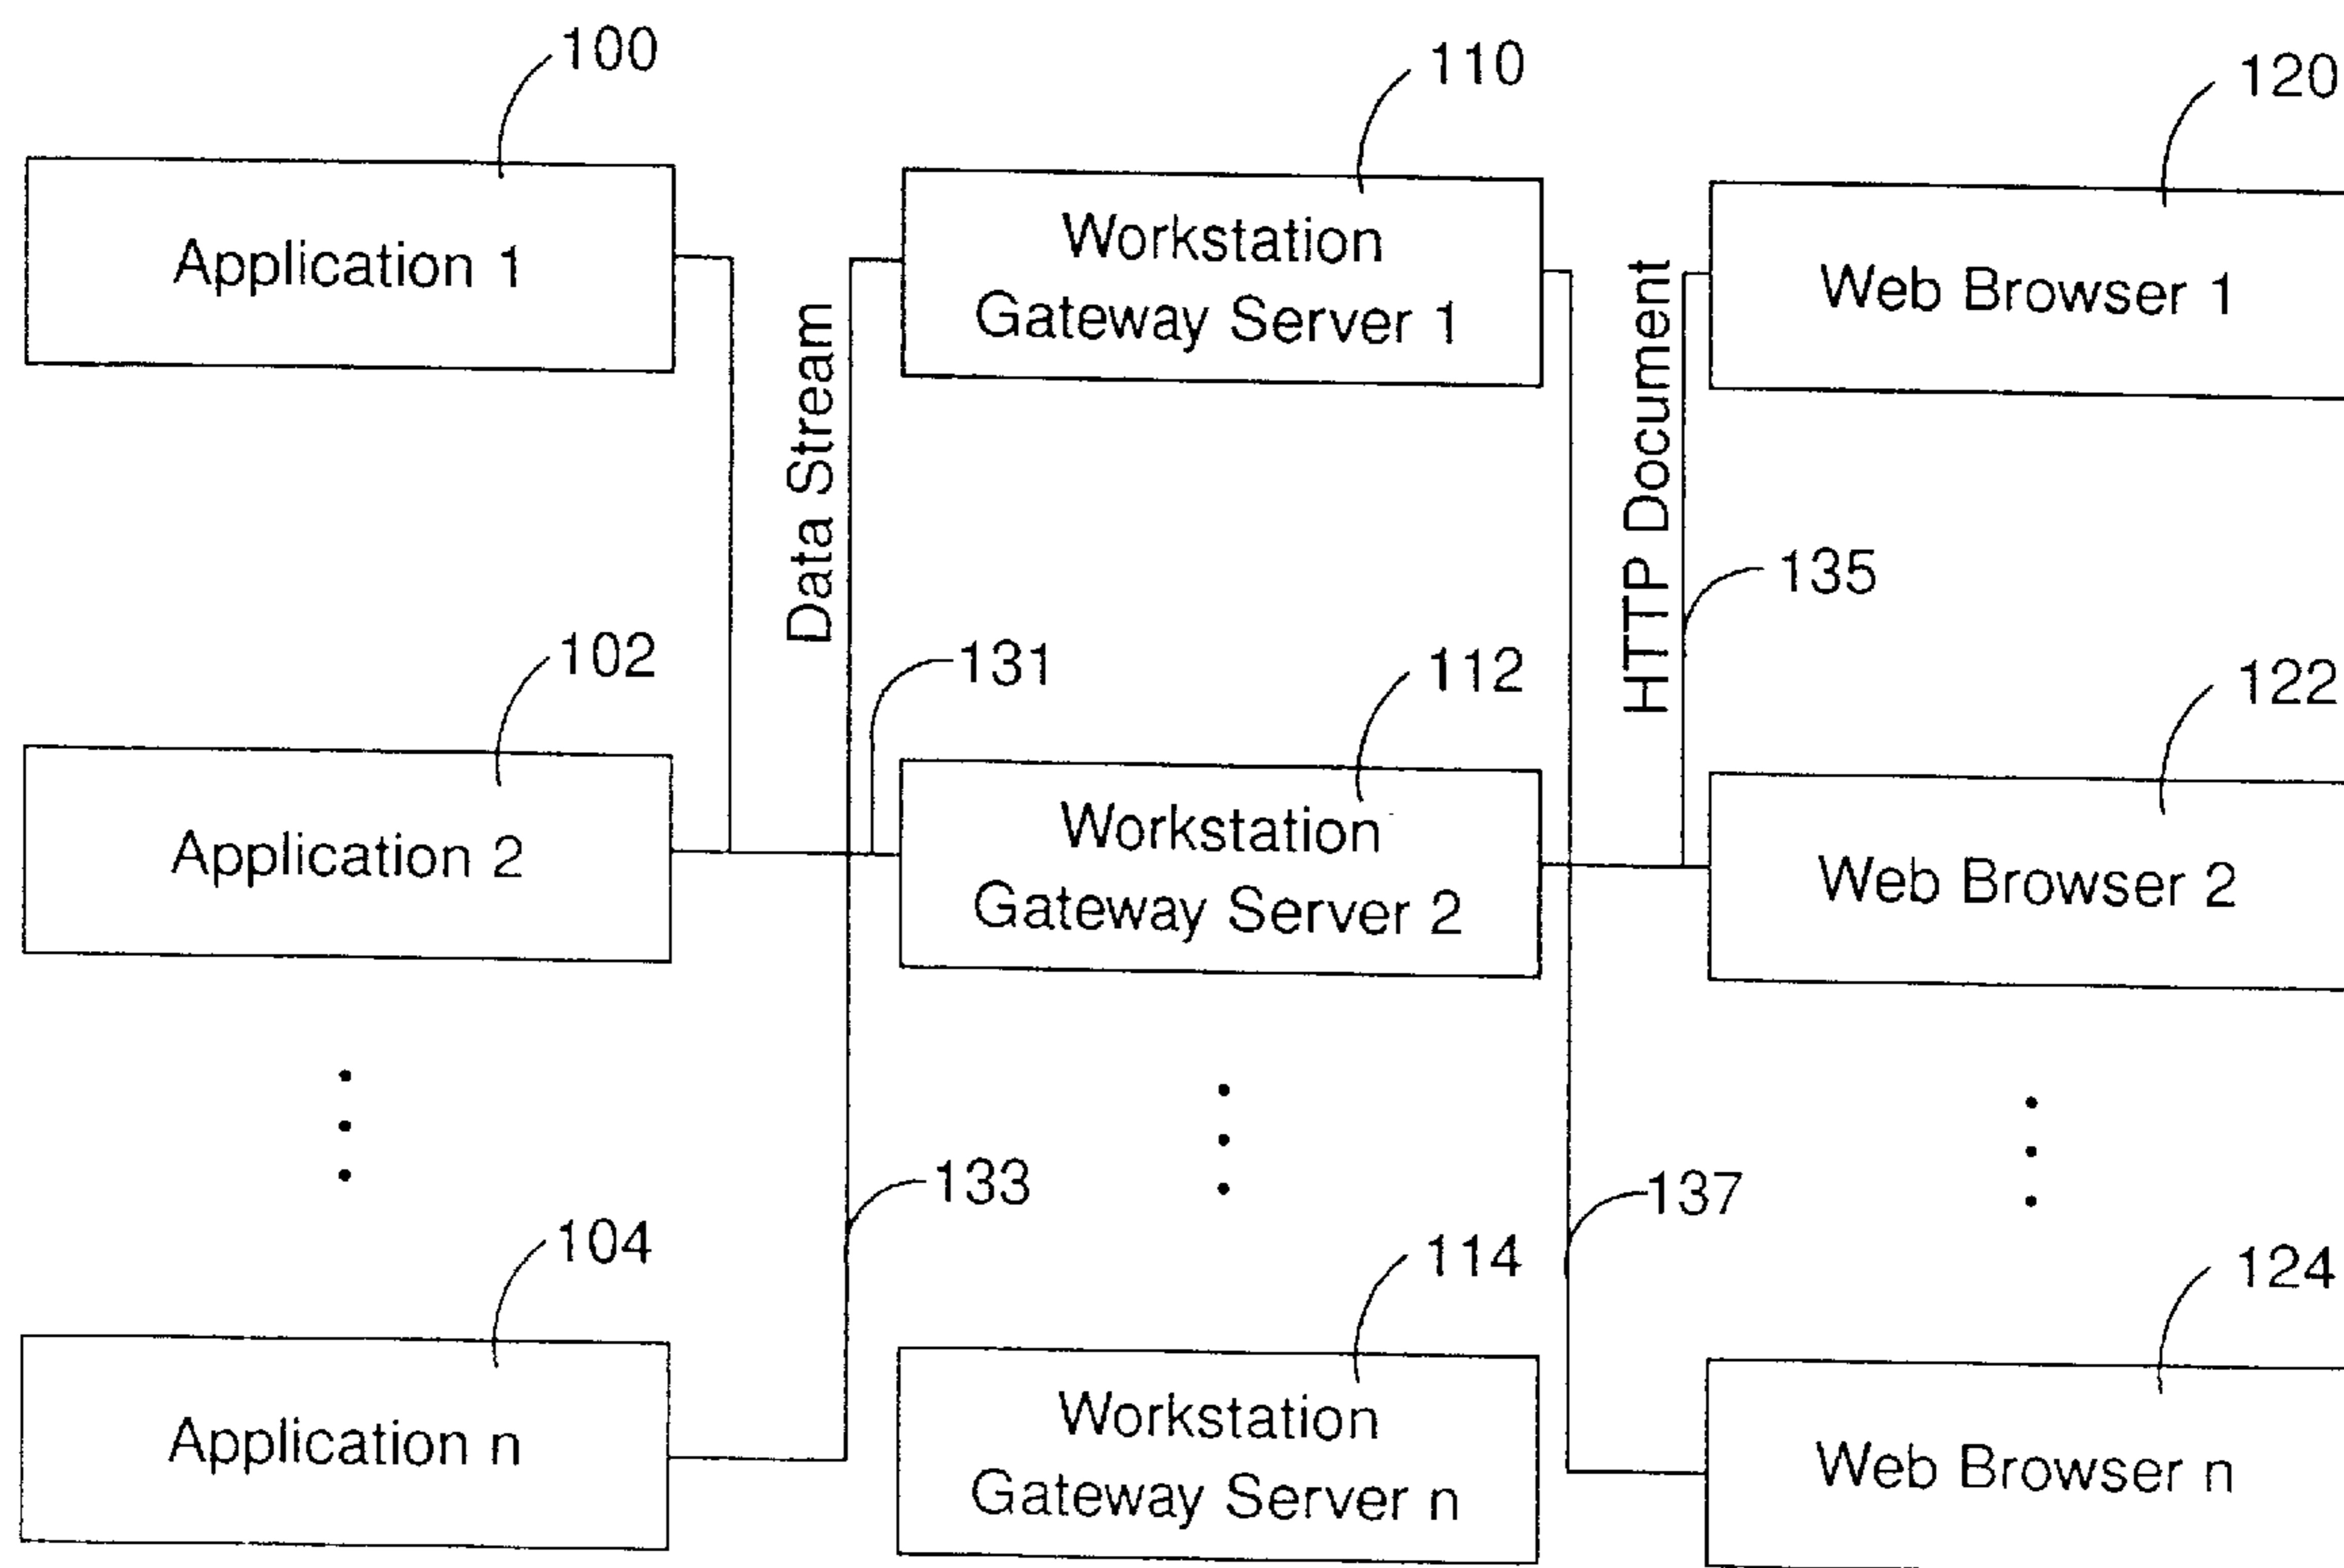 100
110
120
Application 1
Workstation
Gateway Server 1
Web Browser 1
Data Stream
HTTP Document
135
102
131
112
122
Application 2
Workstation
Gateway Server 2
Web Browser 2
133
137
104
114
124
Application n
Workstation
Gateway Server n
Web Browser n